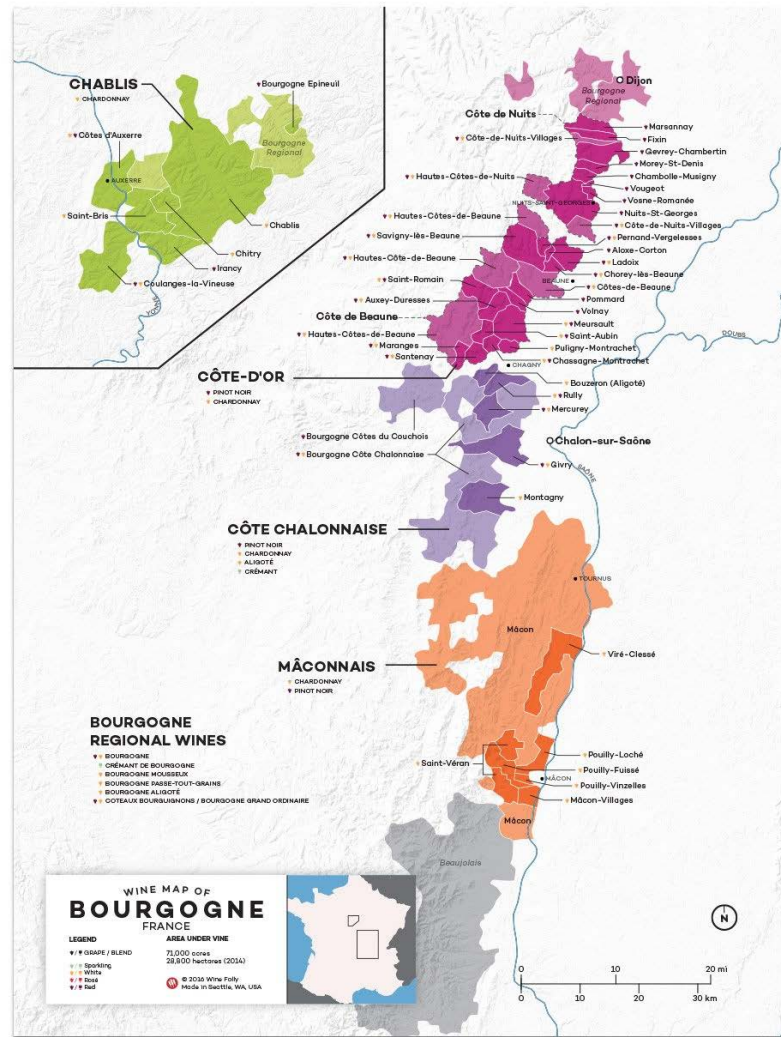 CHABLIS
CHARDONNAY
Bourgogne Epineuil
Côtes d'Auxerre
Bourgogne
Regional
AUXERRE
Saint-Bris
Chablis
Chitry
Irancy
Coulanges-la-Vineuse
YONNE
Dijon
Bourgogne
Regional
Côte de Nuits
Marsannay
Côte-de-Nuits-Villages
Fixin
Gevrey-Chambertin
Morey-St-Denis
Chambolle-Musigny
Hautes-Côtes-de-Nuits
Vougeot
Vosne-Romanée
NUITS-SAINT-GEORGES
Nuits-St-Georges
Hautes-Côtes-de-Beaune
Côte-de-Nuits-Villages
Savigny-lès-Beaune
Pernand-Vergelesses
Aloxe-Corton
Hautes-Côte-de-Beaune
Ladoix
Chorey-lès-Beaune
Saint-Romain
BEAUNE
Côtes-de-Beaune
Auxey-Duresses
Pommard
Volnay
Côte de Beaune
Meursault
Hautes-Côtes-de-Beaune
Saint-Aubin
Maranges
Puligny-Montrachet
Santenay
Chassagne-Montrachet
DOUBS
CHAGNY
CÔTE-D'OR
PINOT NOIR
CHARDONNAY
Bouzeron (Aligoté)
Rully
Mercurey
Bourgogne Côtes du Couchois
Chalon-sur-Saône
Bourgogne Côte Chalonnaise
Givry
SAÔNE
Montagny
CÔTE CHALONNAISE
PINOT NOIR
CHARDONNAY
ALIGOTÉ
CRÉMANT
TOURNUS
Mâcon
Viré-Clessé
MÂCONNAIS
CHARDONNAY
PINOT NOIR
BOURGOGNE
REGIONAL WINES
BOURGOGNE
CRÉMANT DE BOURGOGNE
BOURGOGNE MOUSSEUX
BOURGOGNE PASSE-TOUT-GRAINS
BOURGOGNE ALIGOTÉ
COTEAUX BOURGUIGNONS / BOURGOGNE GRAND ORDINAIRE
Pouilly-Loché
Saint-Véran
Pouilly-Fuissé
MÂCON
Pouilly-Vinzelles
Mâcon-Villages
Mâcon
Beaujolais
WINE MAP OF
BOURGOGNE
FRANCE
LEGEND
GRAPE / BLEND
Sparkling
White
Rosé
Red
AREA UNDER VINE
71,000 acres
28,800 hectares (2014)
© 2016 Wine Folly
Made in Seattle, WA, USA
N
0 10 20 mi
0 10 20 30 km